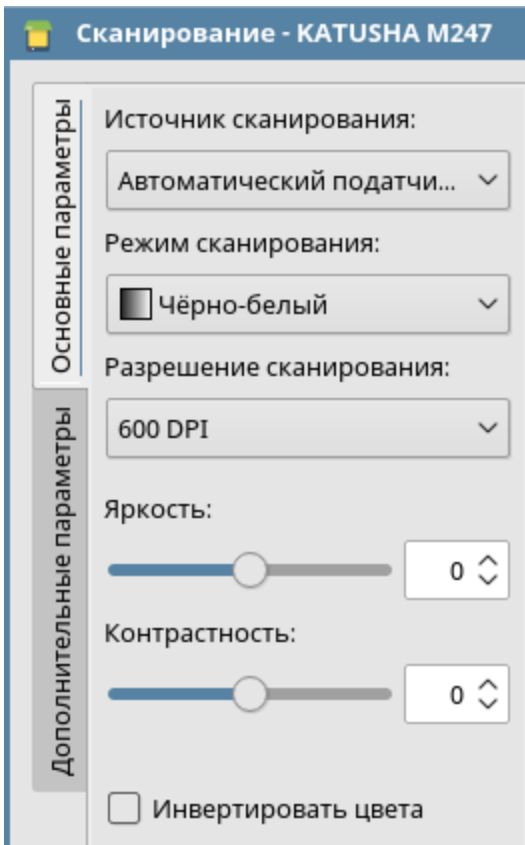 Сканирование - KATUSHA M247
Основные параметры
Дополнительные параметры
Источник сканирования:
Автоматический податчи...
Режим сканирования:
Чёрно-белый
Разрешение сканирования:
600 DPI
Яркость:
0
Контрастность:
0
Инвертировать цвета